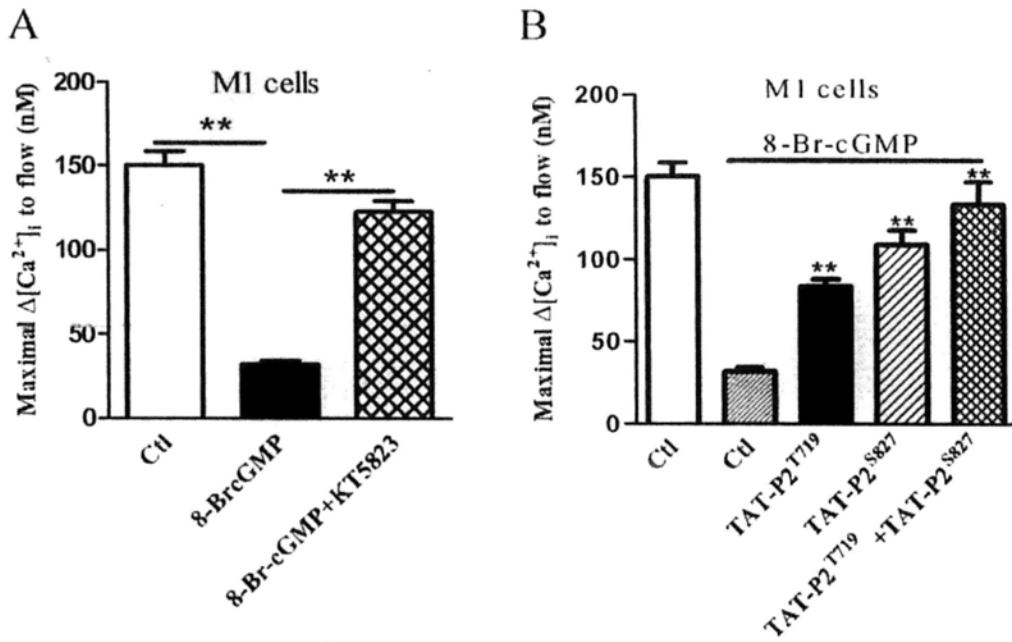 A
Maximal Δ[Ca²⁺]ᵢ to flow (nM)
200
150
100
50
0
M1 cells
**
**
Ctl
8-BrcGMP
8-Br-cGMP+KT5823
B
Maximal Δ[Ca²⁺]ᵢ to flow (nM)
200
150
100
50
0
M1 cells
8-Br-cGMP
**
**
**
Ctl
Ctl
TAT-P2ᵀ⁷¹⁹
TAT-P2ˢ⁸²⁷
TAT-P2ᵀ⁷¹⁹
+TAT-P2ˢ⁸²⁷